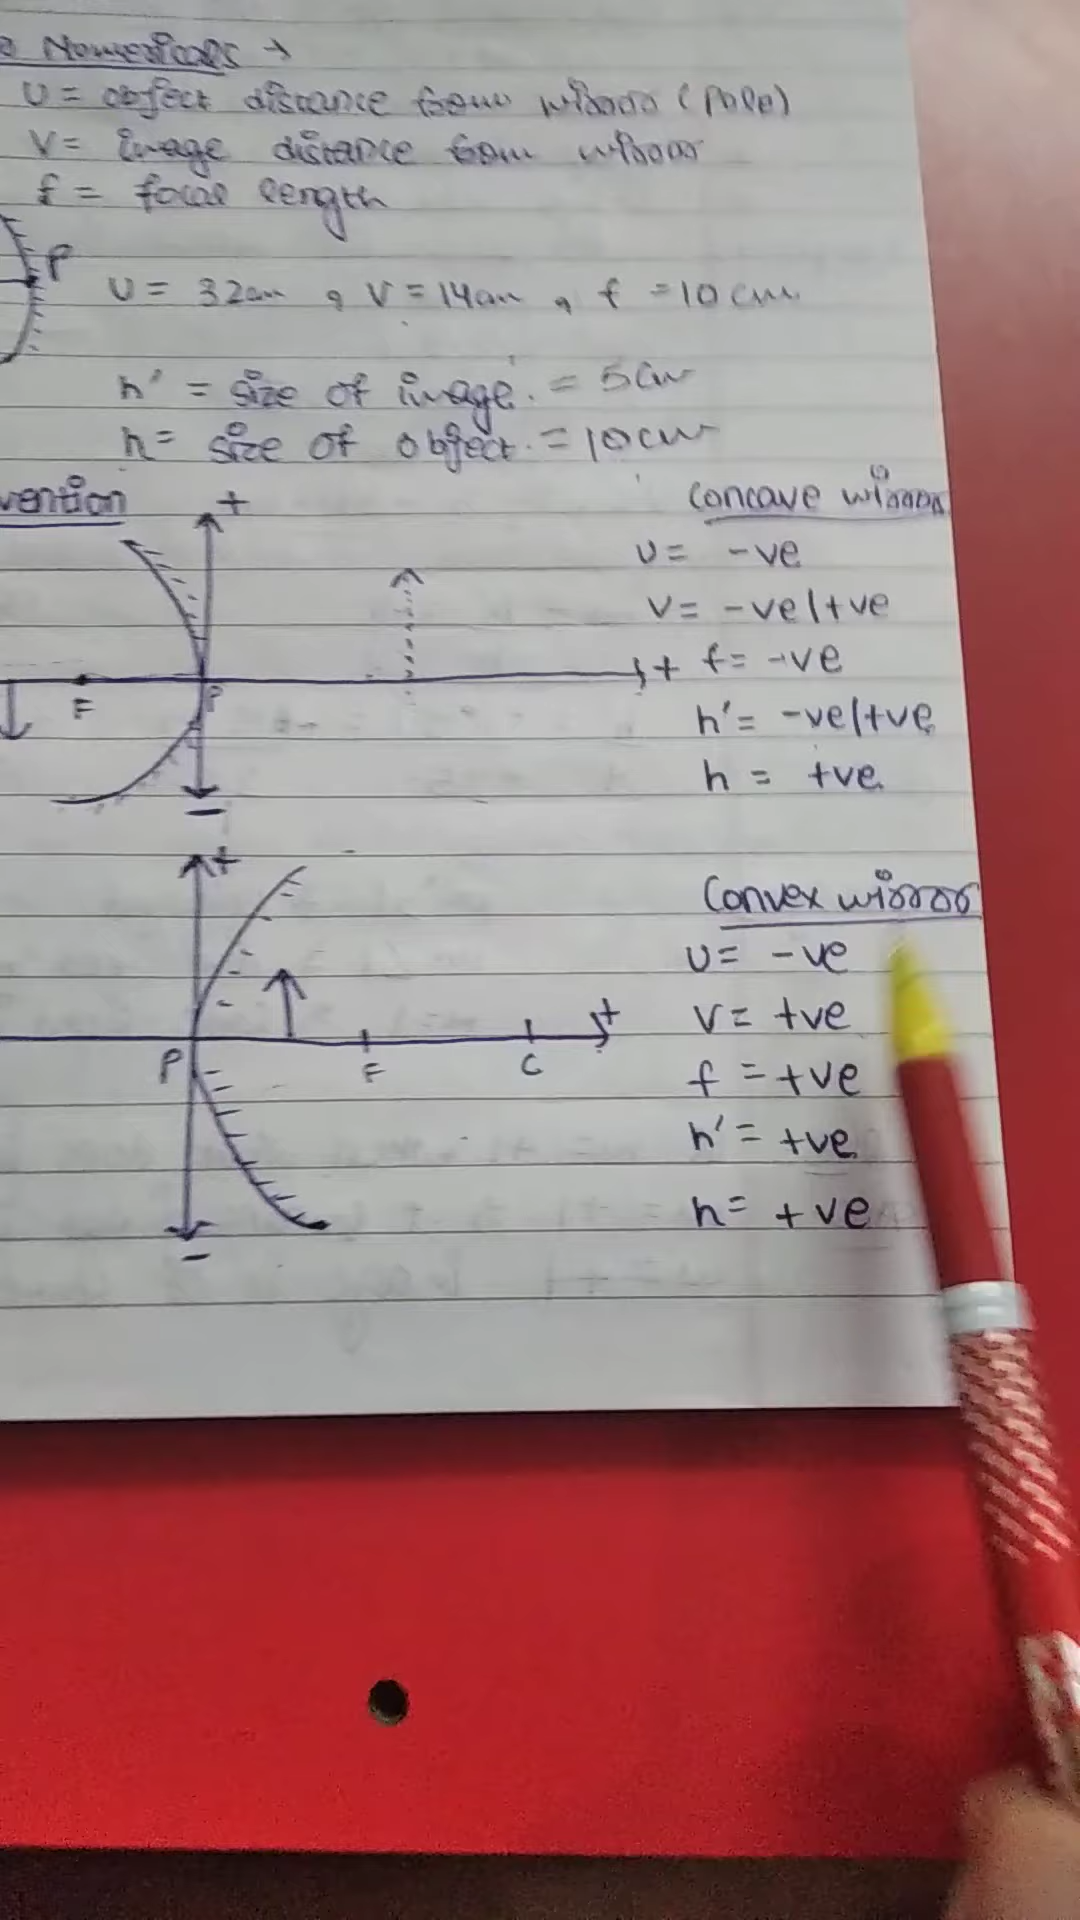 Numericals →
u = object distance from mirror (Pole)
v = image distance from mirror
f = focal length
P
u = 32cm , v = 14cm , f = 10cm.
h' = size of image. = 5cm
h = size of object. = 10cm
vention
+
Concave mirror
u = -ve
v = -ve/+ve
+ f = -ve
F P
h' = -ve/+ve
h = +ve
-
+
Convex mirror
u = -ve
v = +ve
+
P F C
f = +ve
h' = +ve
h = +ve
-